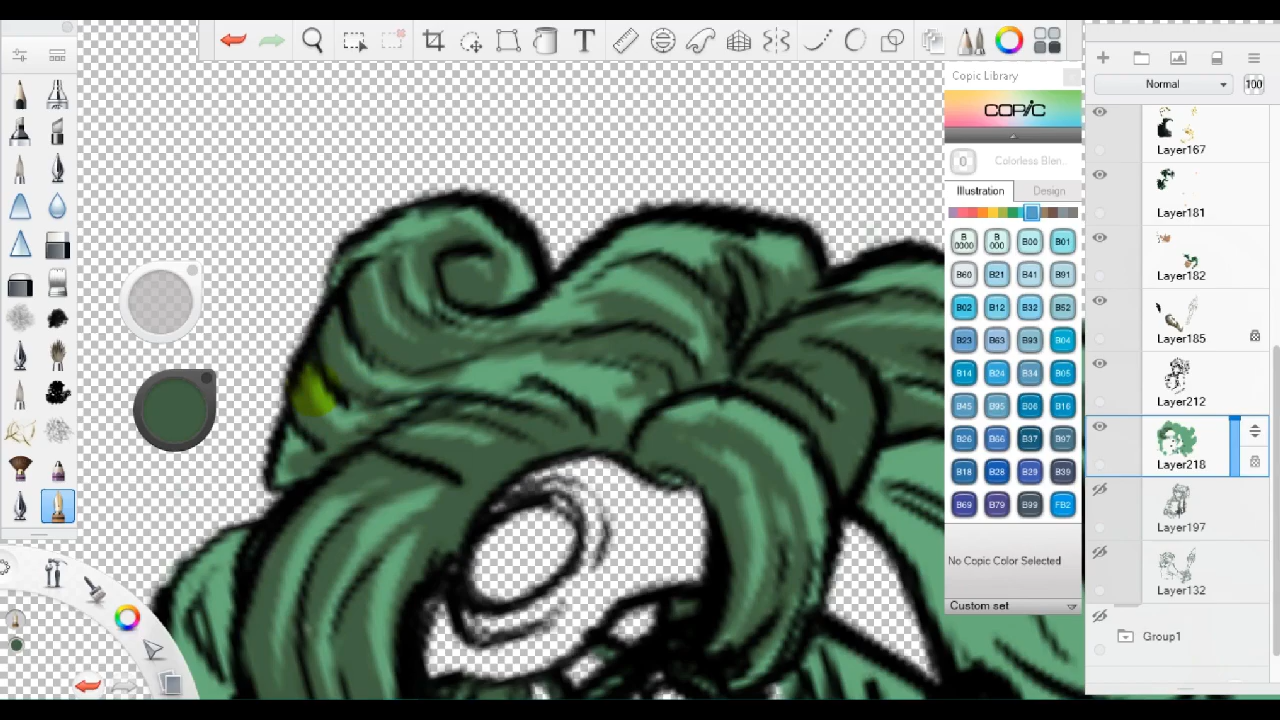 Copic Library
COPIC
0 Colorless Blen..
Illustration Design
B0000 B000 B00 B01
B60 B21 B41 B91
B02 B12 B32 B52
B23 B63 B93 B04
B14 B24 B34 B05
B45 B95 B06 B16
B26 B66 B37 B97
B18 B28 B29 B39
B69 B79 B99 FB2
No Copic Color Selected
Custom set
Normal 100
Layer167
Layer181
Layer182
Layer185
Layer212
Layer218
Layer197
Layer132
Group1